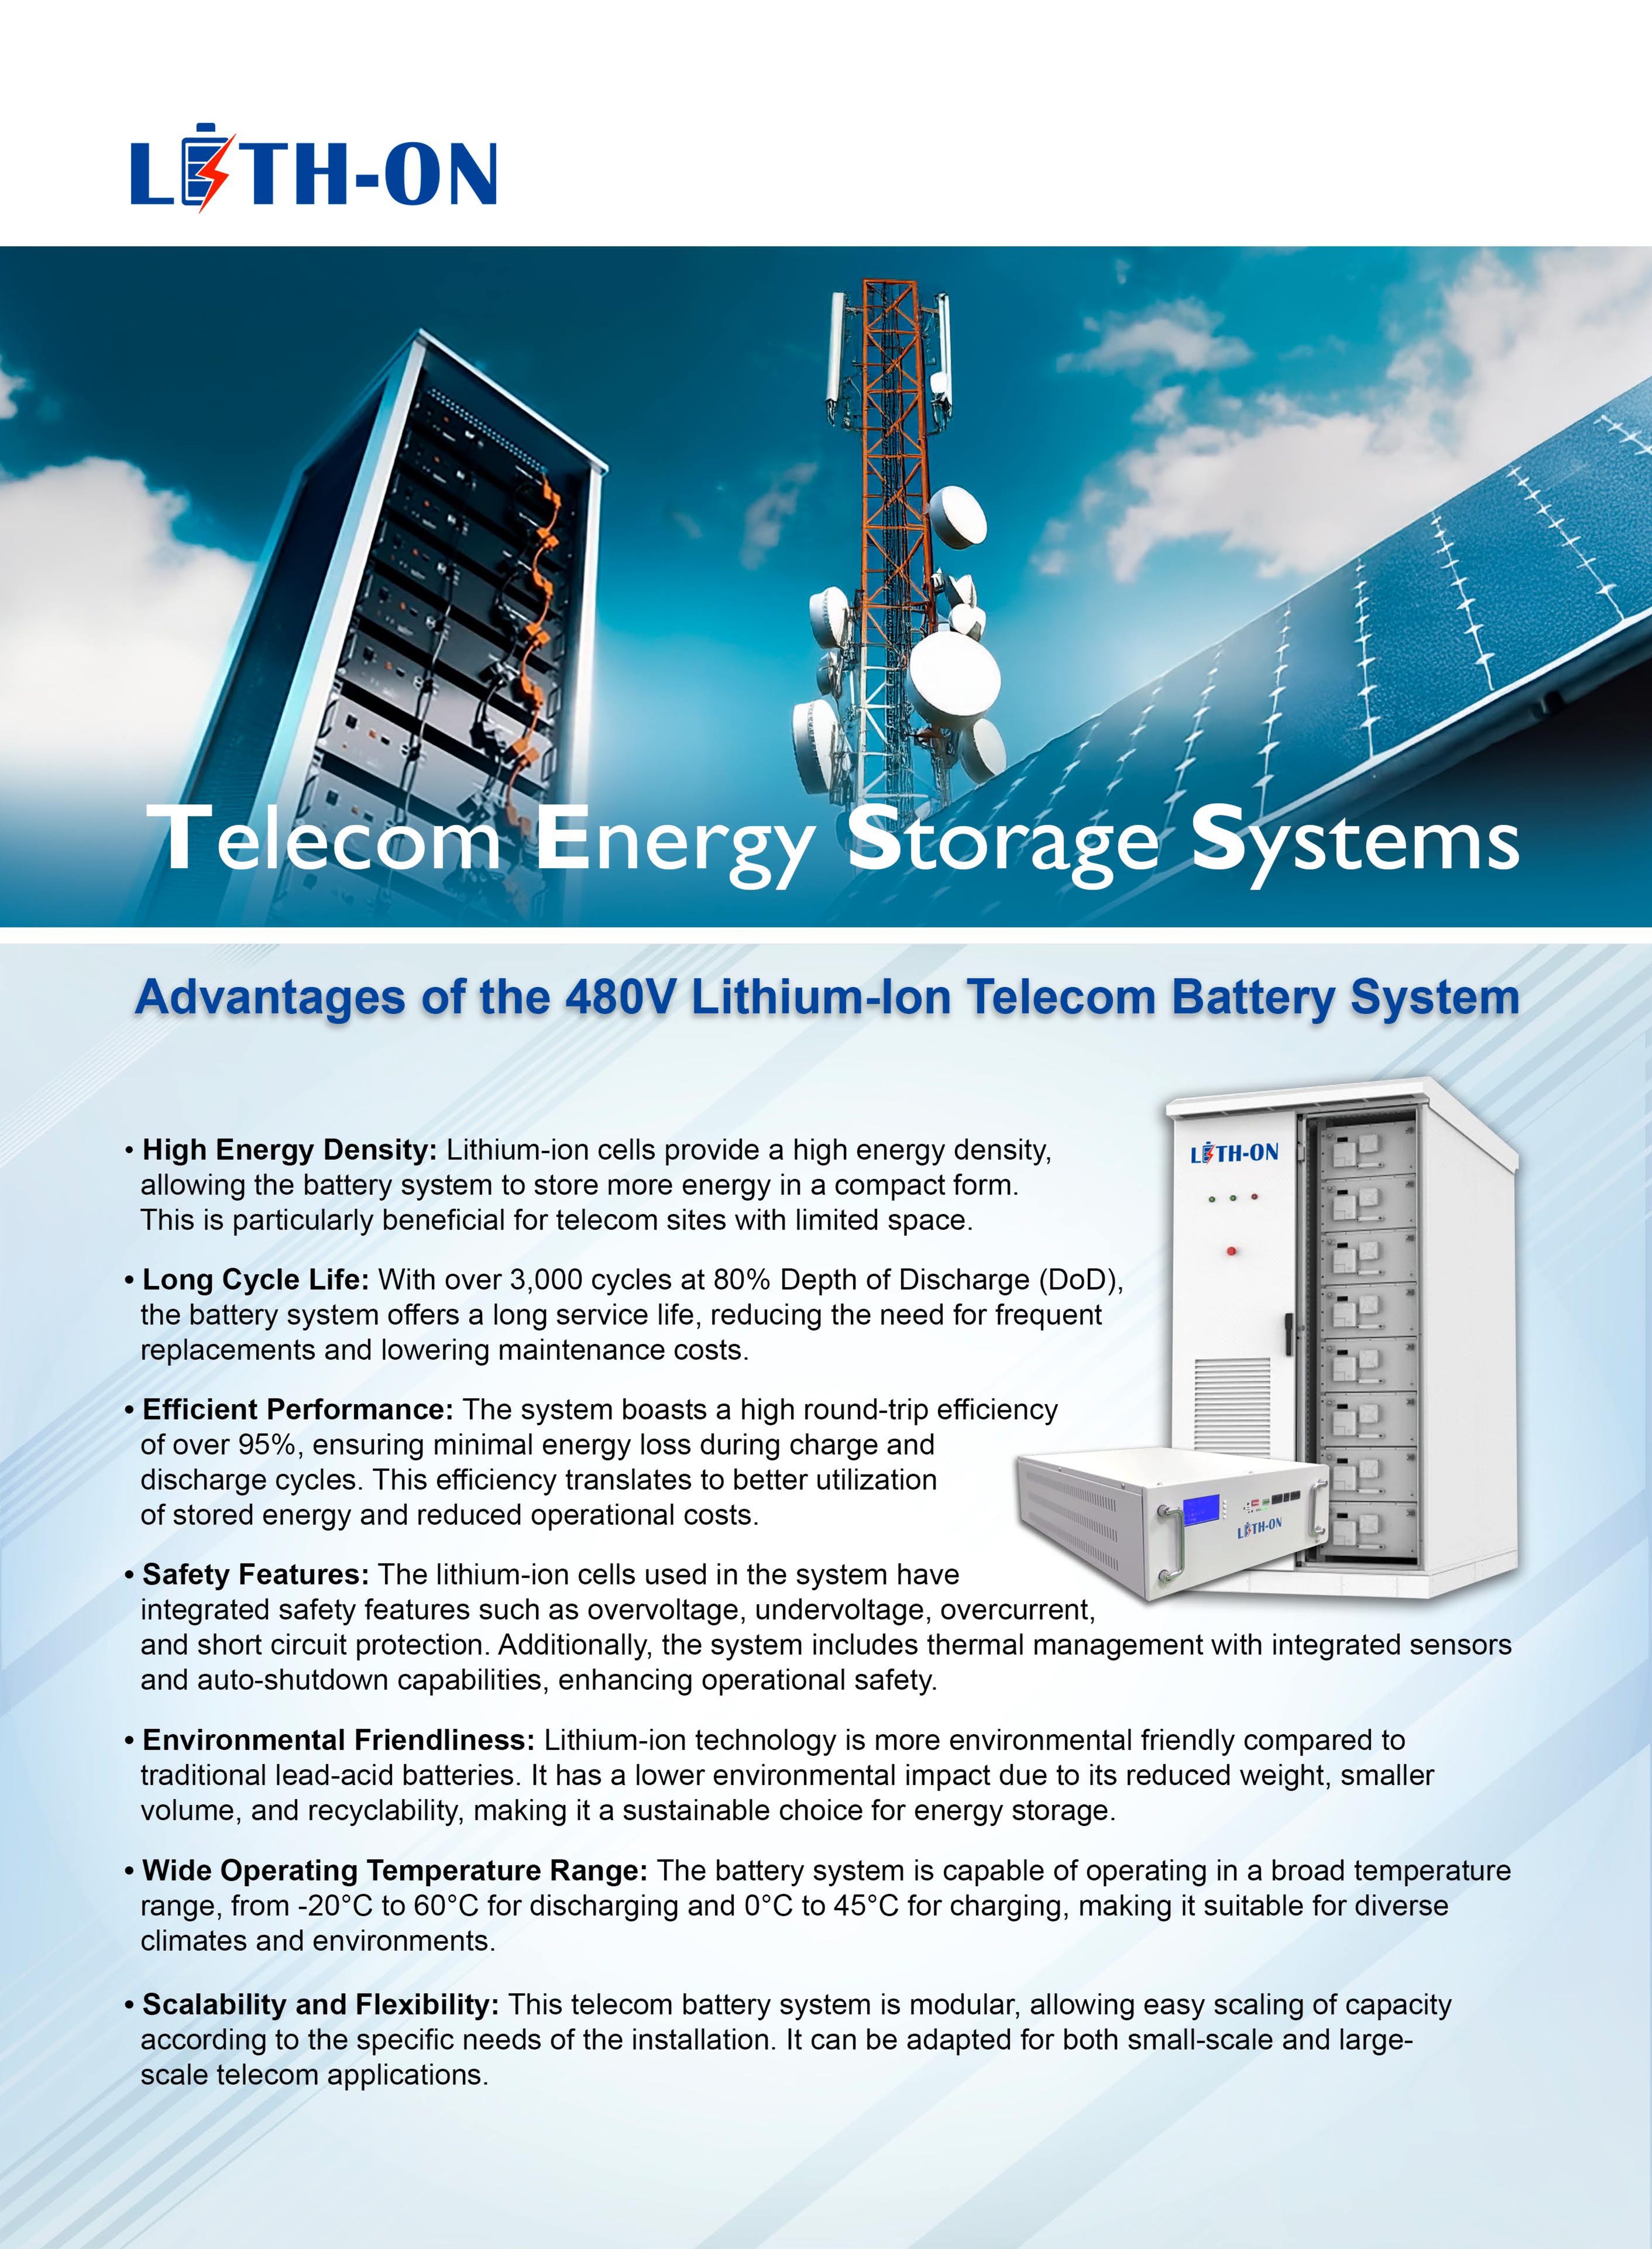 LITH-ON
Telecom Energy Storage Systems
Advantages of the 480V Lithium-Ion Telecom Battery System
• High Energy Density: Lithium-ion cells provide a high energy density,
allowing the battery system to store more energy in a compact form.
This is particularly beneficial for telecom sites with limited space.
LITH-ON
• Long Cycle Life: With over 3,000 cycles at 80% Depth of Discharge (DoD),
the battery system offers a long service life, reducing the need for frequent
replacements and lowering maintenance costs.
• Efficient Performance: The system boasts a high round-trip efficiency
of over 95%, ensuring minimal energy loss during charge and
discharge cycles. This efficiency translates to better utilization
of stored energy and reduced operational costs.
LITH-ON
• Safety Features: The lithium-ion cells used in the system have
integrated safety features such as overvoltage, undervoltage, overcurrent,
and short circuit protection. Additionally, the system includes thermal management with integrated sensors
and auto-shutdown capabilities, enhancing operational safety.
• Environmental Friendliness: Lithium-ion technology is more environmental friendly compared to
traditional lead-acid batteries. It has a lower environmental impact due to its reduced weight, smaller
volume, and recyclability, making it a sustainable choice for energy storage.
• Wide Operating Temperature Range: The battery system is capable of operating in a broad temperature
range, from -20°C to 60°C for discharging and 0°C to 45°C for charging, making it suitable for diverse
climates and environments.
• Scalability and Flexibility: This telecom battery system is modular, allowing easy scaling of capacity
according to the specific needs of the installation. It can be adapted for both small-scale and large-
scale telecom applications.